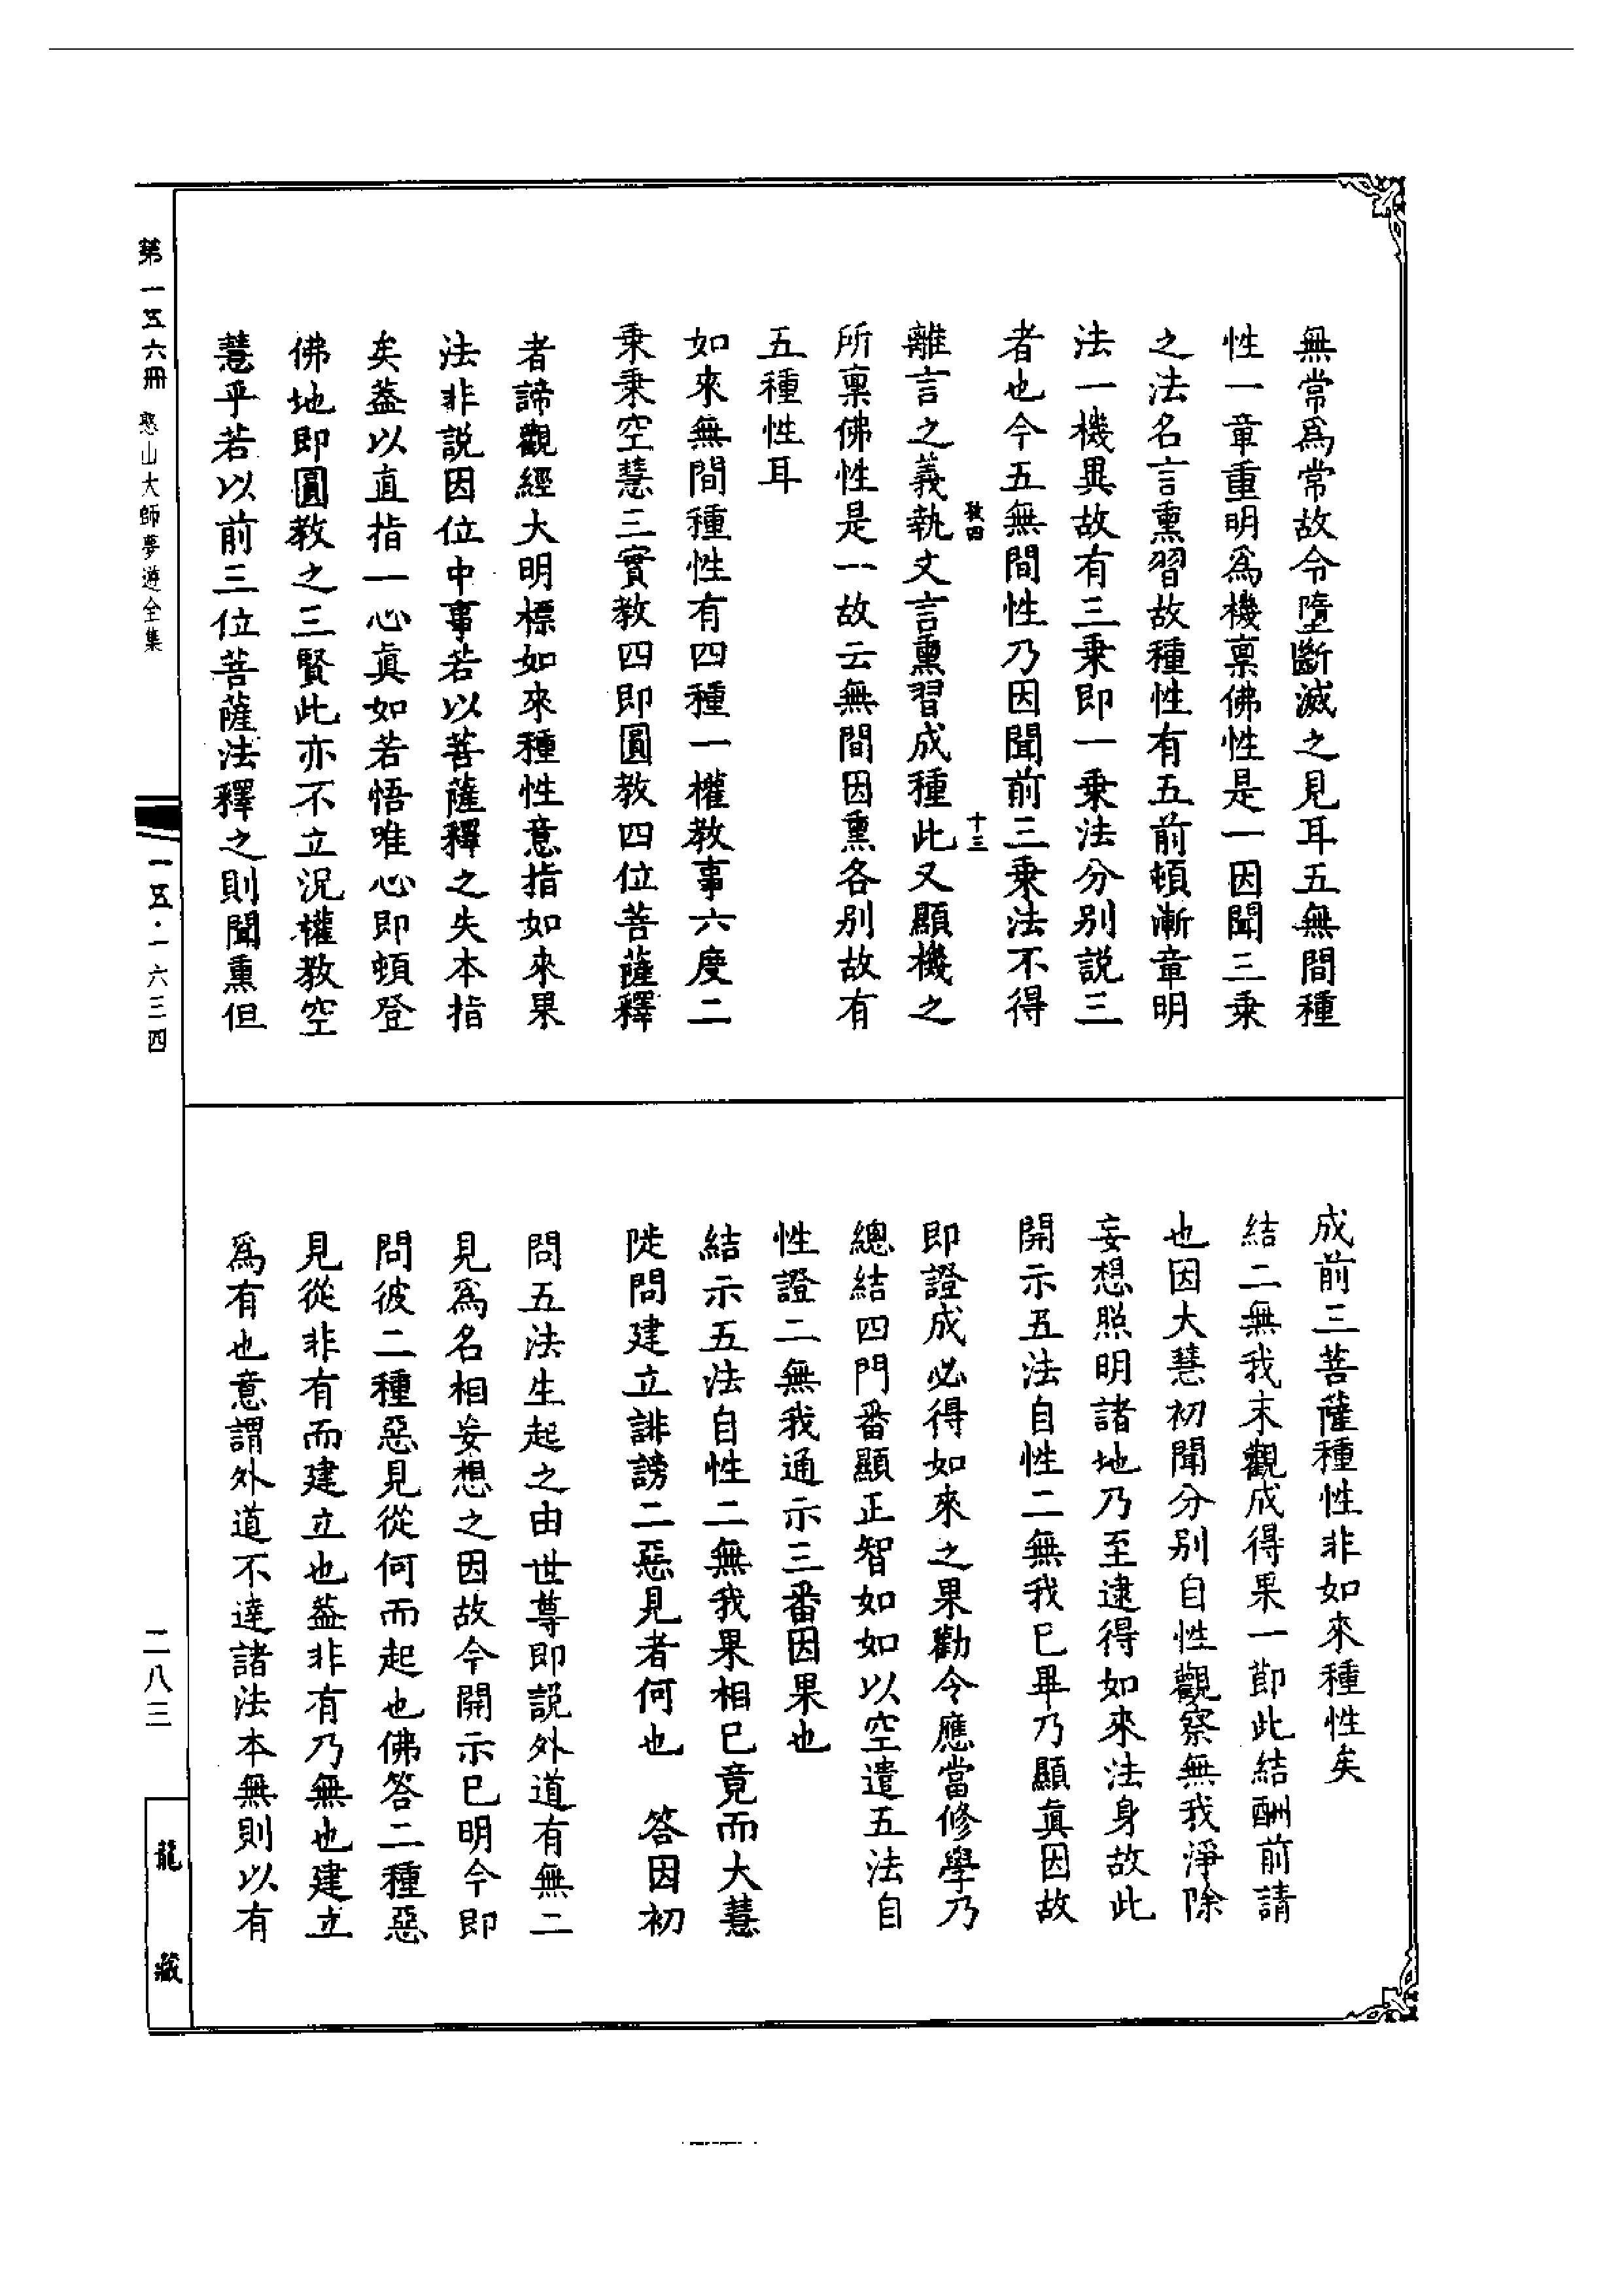 無常爲常故令墮斷滅之見耳五無間種
性一章重明爲機稟佛性是一因聞三乗
之法名言熏習故種性有五前頓漸章明
法一機異故有三乗即一乗法分別説三
者也今五無間性乃因聞前三乗法不得
十三
離言之義執文言熏習成種此又顯機之
所稟佛性是一故云無間因熏各別故有
五種性耳
如來無間種性有四種一權教事六度二
乗乗空慧三實教四即圓教四位菩薩釋
者諦觀經大明標如來種性意指如來果
法非説因位中事若以菩薩釋之失本指
矣葢以直指一心眞如若悟唯心即頓登
佛地即圓教之三賢此亦不立況權教空
慧乎若以前三位菩薩法釋之則聞熏但
成前三菩薩種性非如來種性矣
結二無我末觀成得果一節此結酬前請
也因大慧初聞分別自性觀察無我淨除
妄想照明諸地乃至逮得如來法身故此
開示五法自性二無我已畢乃顯眞因故
即證成必得如來之果勸令應當修學乃
總結四門番顯正智如如以空遣五法自
性證二無我通示三番因果也
結示五法自性二無我果相已竟而大慧
陡問建立誹謗二惡見者何也　答因初
問五法生起之由世尊即説外道有無二
見爲名相妄想之因故今開示已明今即
問彼二種惡見從何而起也佛答二種惡
見從非有而建立也葢非有乃無也建立
爲有也意謂外道不達諸法本無則以有
第一五六冊 憨山大師夢遊全集
一五·一六三四
二八三
龍藏